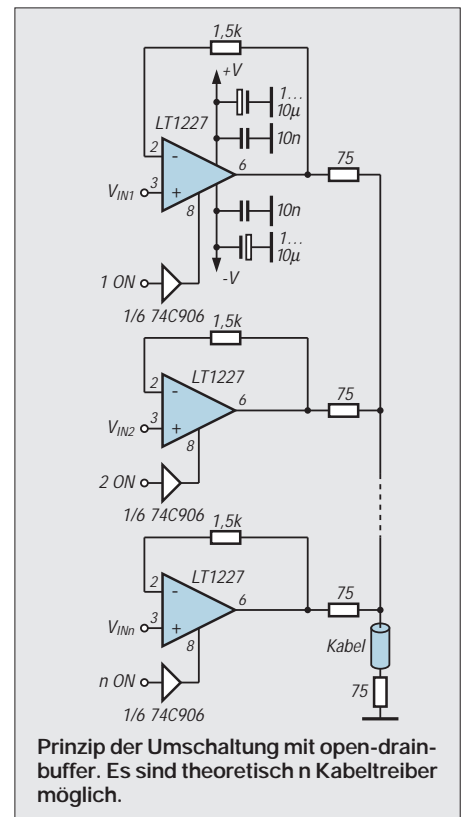 1,5k
+V
1...
10µ
LT1227
10n
2
-
6
75
VIN1
3
+
8
10n
1...
10µ
-V
1 ON
1/6 74C906
1,5k
LT1227
2
-
6
75
VIN2
3
+
8
2 ON
1/6 74C906
1,5k
LT1227
2
-
6
75
VINn
3
+
8
Kabel
n ON
75
1/6 74C906
Prinzip der Umschaltung mit open-drain-
buffer. Es sind theoretisch n Kabeltreiber
möglich.